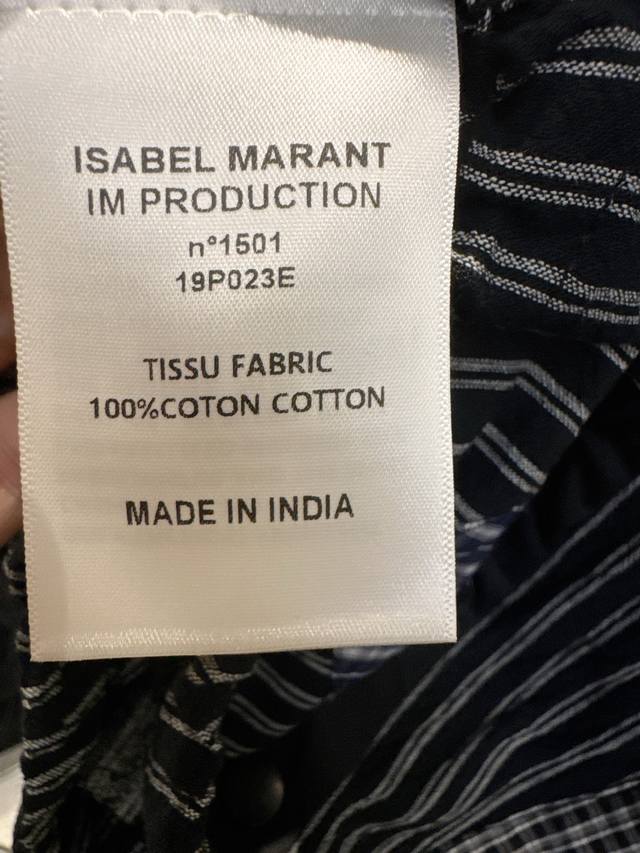 ISABEL MARANT
IM PRODUCTION
n°1501
19P023E
TISSU FABRIC
100%COTON COTTON
MADE IN INDIA